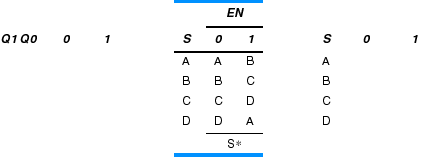 EN
Q1 Q0 0 1 S 0 1 S 0 1
A A B A
B B C B
C C D C
D D A D
S*